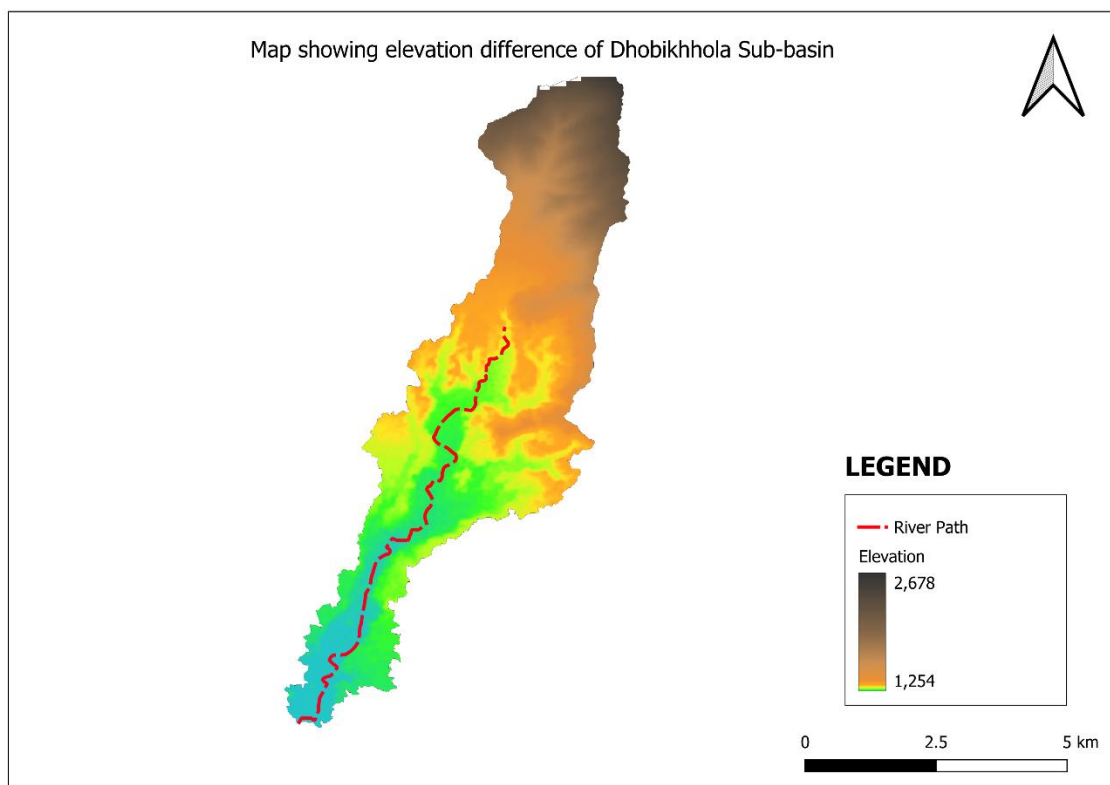 Map showing elevation difference of Dhobikhhola Sub-basin
LEGEND
River Path
Elevation
2,678
1,254
0 2.5 5 km